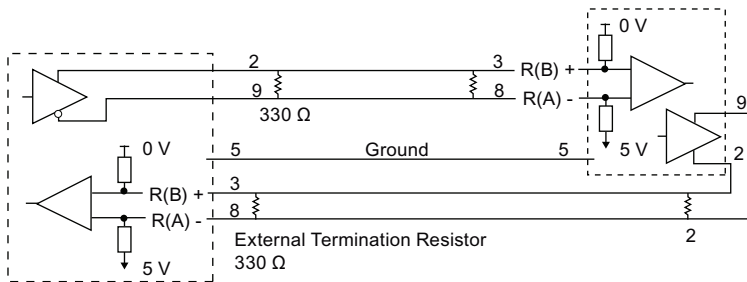 0 V
2
3
R(B) +
9
8
R(A) -
330 Ω
9
0 V
5
Ground
5
5 V
2
R(B) +
3
R(A) -
8
External Termination Resistor
2
5 V
330 Ω